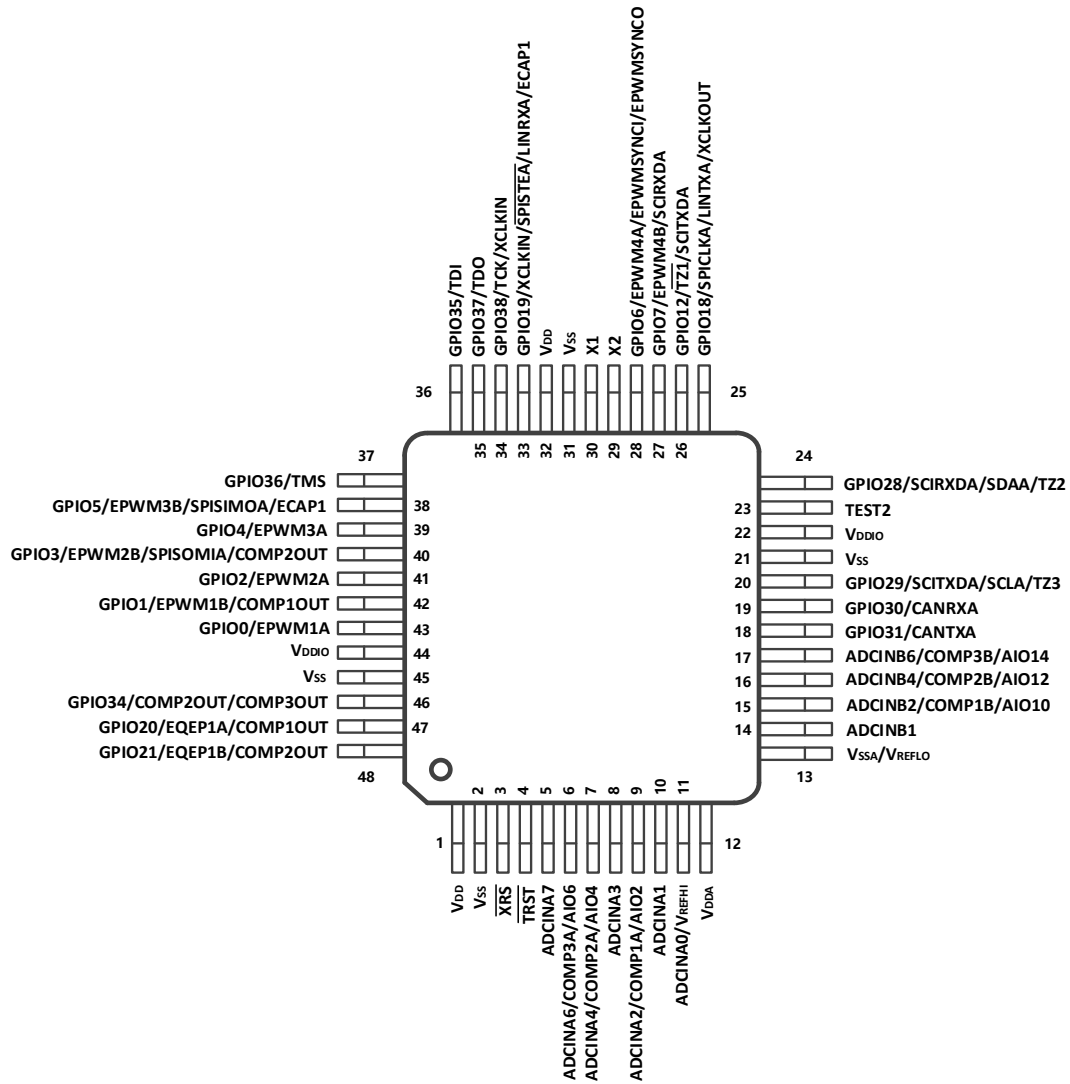 GPIO35/TDI
GPIO37/TDO
GPIO38/TCK/XCLKIN
GPIO19/XCLKIN/SPISTEA/LINRXA/ECAP1
VDD
VSS
X1
X2
GPIO6/EPWM4A/EPWMSYNCI/EPWMSYNCO
GPIO7/EPWM4B/SCIRXDA
GPIO12/TZ1/SCITXDA
GPIO18/SPICLKA/LINTXA/XCLKOUT
36
35
34
33
32
31
30
29
28
27
26
25
37
GPIO36/TMS
GPIO5/EPWM3B/SPISIMOA/ECAP1
38
GPIO4/EPWM3A
39
GPIO3/EPWM2B/SPISOMIA/COMP2OUT
40
GPIO2/EPWM2A
41
GPIO1/EPWM1B/COMP1OUT
42
GPIO0/EPWM1A
43
VDDIO
44
VSS
45
GPIO34/COMP2OUT/COMP3OUT
46
GPIO20/EQEP1A/COMP1OUT
47
GPIO21/EQEP1B/COMP2OUT
48
24
GPIO28/SCIRXDA/SDAA/TZ2
23
TEST2
22
VDDIO
21
VSS
20
GPIO29/SCITXDA/SCLA/TZ3
19
GPIO30/CANRXA
18
GPIO31/CANTXA
17
ADCINB6/COMP3B/AIO14
16
ADCINB4/COMP2B/AIO12
15
ADCINB2/COMP1B/AIO10
14
ADCINB1
VSSA/VREFLO
13
1
2
3
4
5
6
7
8
9
10
11
12
VDD
VSS
XRS
TRST
ADCINA7
ADCINA6/COMP3A/AIO6
ADCINA4/COMP2A/AIO4
ADCINA3
ADCINA2/COMP1A/AIO2
ADCINA1
ADCINA0/VREFHI
VDDA